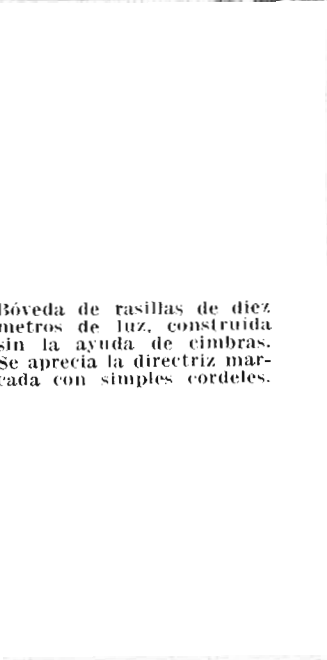 Bóveda de rasillas de diez
metros de luz, construida
sin la ayuda de cimbras.
Se aprecia la directriz mar-
cada con simples cordeles.